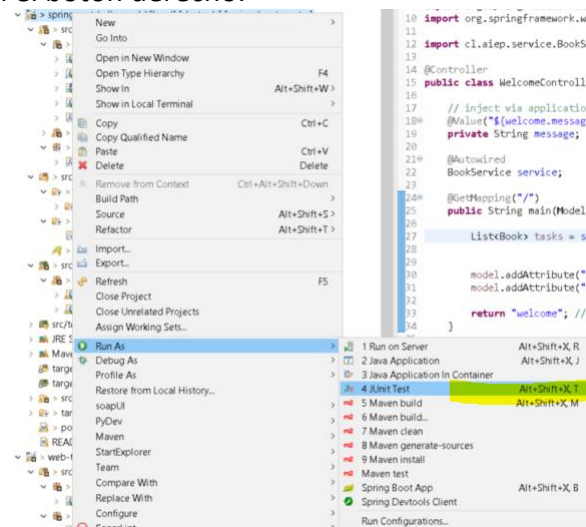 > spring
New >
Go Into
Open in New Window
Open Type Hierarchy F4
Show In Alt+Shift+W >
Show in Local Terminal >
Copy Ctrl+C
Copy Qualified Name
Paste Ctrl+V
Delete Delete
Remove from Context Ctrl+Alt+Shift+Down
Build Path >
Source Alt+Shift+S >
Refactor Alt+Shift+T >
Import...
Export...
Refresh F5
Close Project
Close Unrelated Projects
Assign Working Sets...
Run As >
Debug As >
Profile As >
Restore from Local History...
soapUI >
PyDev >
Maven >
StartExplorer >
Team >
Compare With >
Replace With >
Configure >
> src
> src
> src
> src/t
> JRE S
> Mav
> targe
targe
> src
> tar
> po
REA
> web-t
> src
1 Run on Server Alt+Shift+X, R
2 Java Application Alt+Shift+X, J
3 Java Application In Container
4 JUnit Test Alt+Shift+X, T
5 Maven build Alt+Shift+X, M
6 Maven build...
7 Maven clean
8 Maven generate-sources
9 Maven install
Maven test
Spring Boot App Alt+Shift+X, B
Spring Devtools Client
Run Configurations...
10 import org.springframework.w
11
12 import cl.aiep.service.BookS
13
14 @Controller
15 public class WelcomeControll
16
17 // inject via applicatio
18 @Value("${welcome.messag
19 private String message;
20
21 @Autowired
22 BookService service;
23
24 @GetMapping("/")
25 public String main(Model
26
27 List<Book> tasks = s
28
29
30 model.addAttribute("
31 model.addAttribute("
32
33 return "welcome"; //
34 }